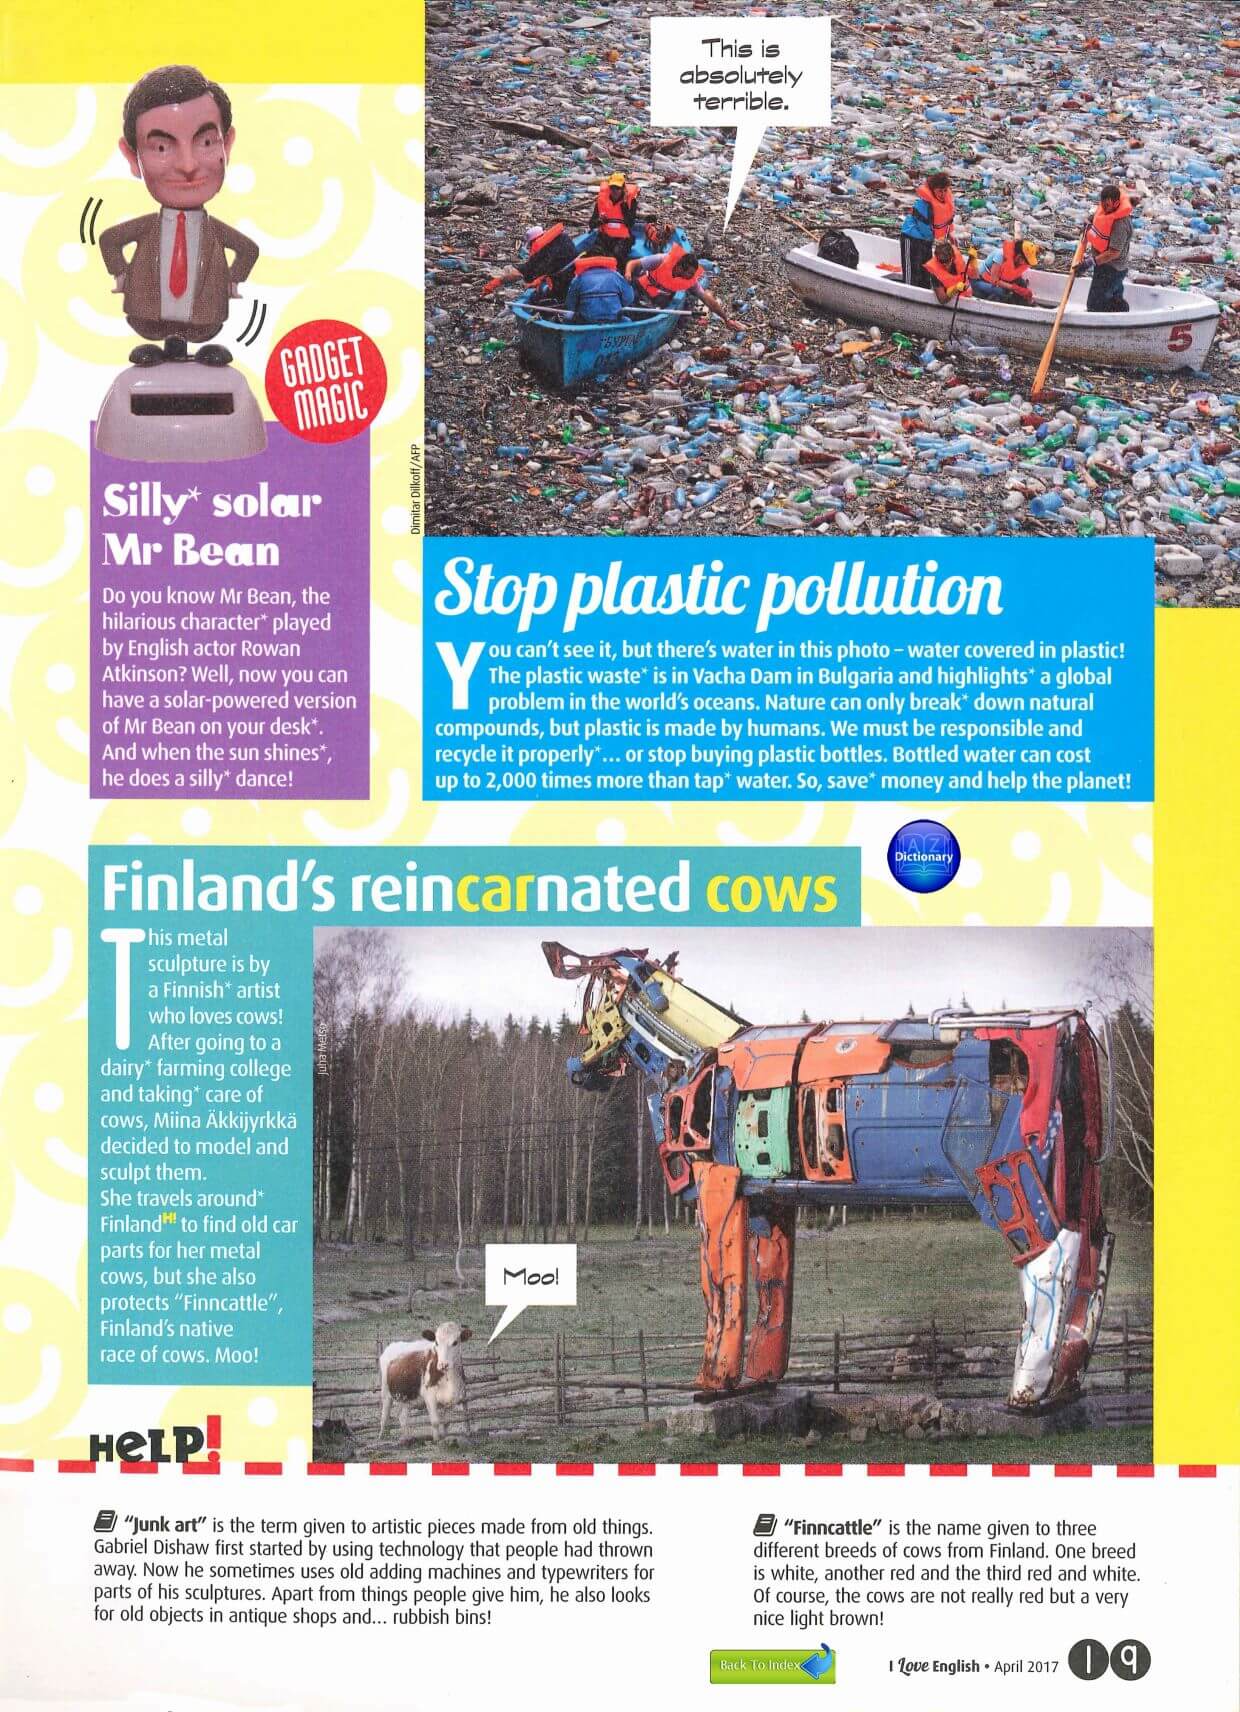 This is
absolutely
terrible.
GADGET
MAGIC
Dimitar Dilkoff/AFP
5
Silly* solar
Mr Bean
Do you know Mr Bean, the
hilarious character* played
by English actor Rowan
Atkinson? Well, now you can
have a solar-powered version
of Mr Bean on your desk*.
And when the sun shines*,
he does a silly* dance!
Stop plastic pollution
You can't see it, but there's water in this photo – water covered in plastic!
The plastic waste* is in Vacha Dam in Bulgaria and highlights* a global
problem in the world's oceans. Nature can only break* down natural
compounds, but plastic is made by humans. We must be responsible and
recycle it properly*... or stop buying plastic bottles. Bottled water can cost
up to 2,000 times more than tap* water. So, save* money and help the planet!
A Z
Dictionary
Finland's reincarnated cows
This metal
sculpture is by
a Finnish* artist
who loves cows!
After going to a
dairy* farming college
and taking* care of
cows, Miina Äkkijyrkkä
decided to model and
sculpt them.
She travels around*
FinlandH! to find old car
parts for her metal
cows, but she also
protects "Finncattle",
Finland's native
race of cows. Moo!
Juha Metso
Moo!
HELP!
"Junk art" is the term given to artistic pieces made from old things.
Gabriel Dishaw first started by using technology that people had thrown
away. Now he sometimes uses old adding machines and typewriters for
parts of his sculptures. Apart from things people give him, he also looks
for old objects in antique shops and... rubbish bins!
"Finncattle" is the name given to three
different breeds of cows from Finland. One breed
is white, another red and the third red and white.
Of course, the cows are not really red but a very
nice light brown!
Back To Index
I Love English • April 2017 19